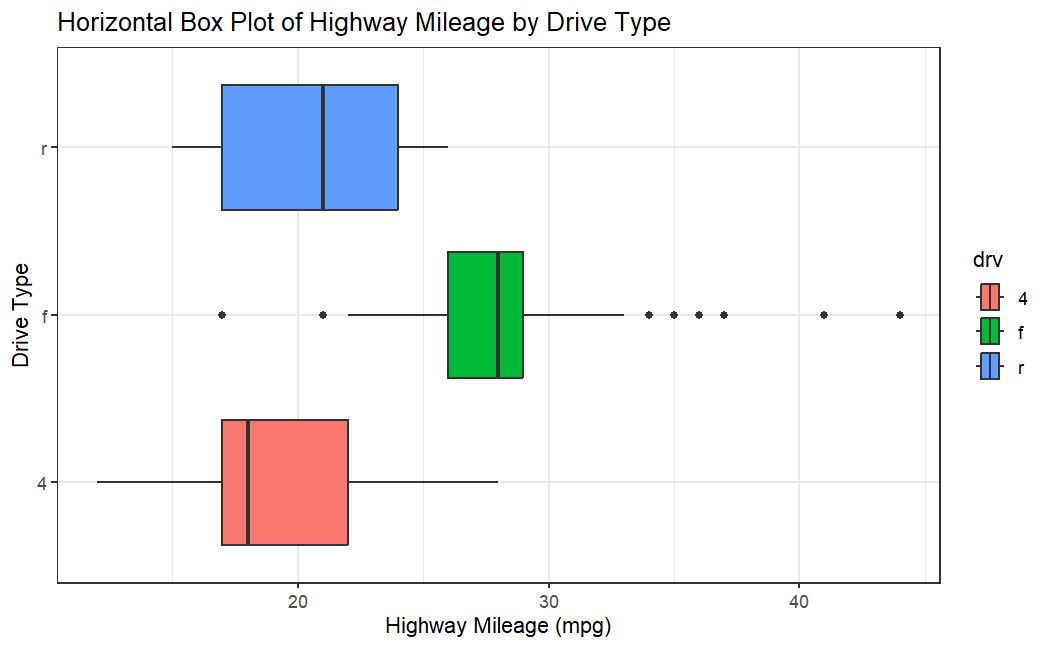 Horizontal Box Plot of Highway Mileage by Drive Type
Drive Type
r
f
4
20 30 40
Highway Mileage (mpg)
drv
4
f
r